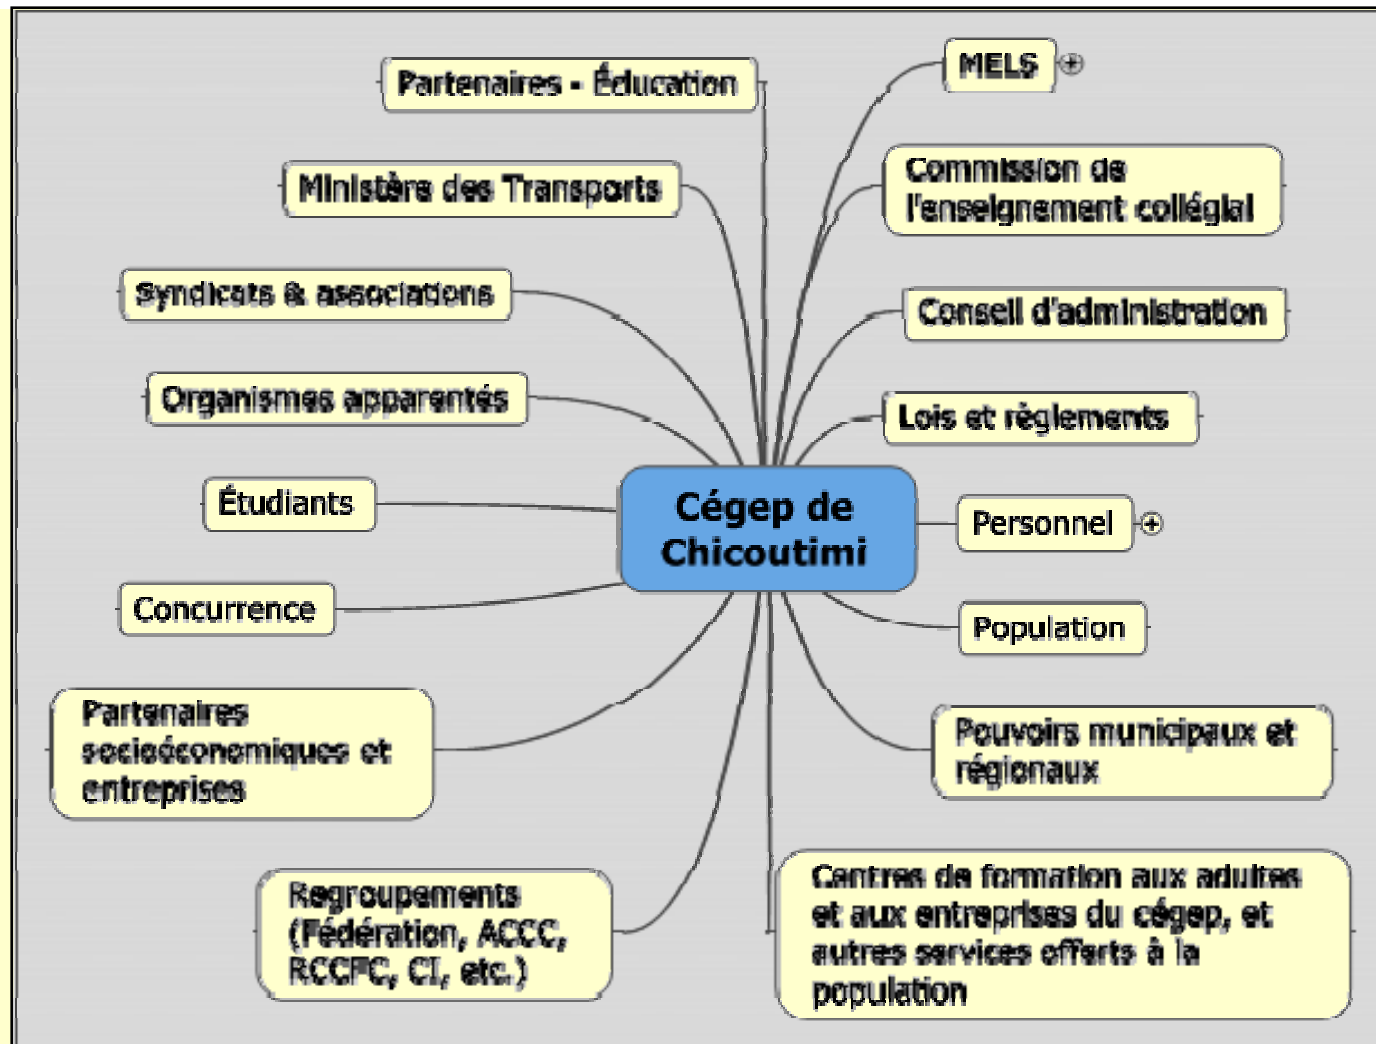 Partenaires - Éducation
MELS
Ministère des Transports
Commission de
l'enseignement collégial
Syndicats & associations
Conseil d'administration
Organismes apparentés
Lois et règlements
Étudiants
Cégep de
Chicoutimi
Personnel
Concurrence
Population
Partenaires
socioéconomiques et
entreprises
Pouvoirs municipaux et
régionaux
Regroupements
(Fédération, ACCC,
RCCFC, CI, etc.)
Centres de formation aux adultes
et aux entreprises du cégep, et
autres services offerts à la
population